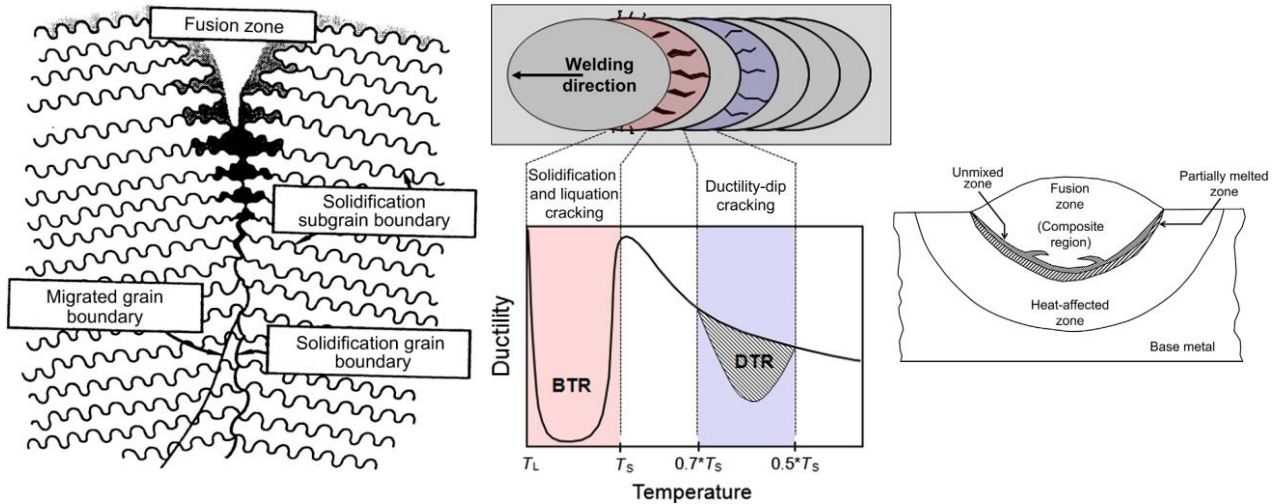 Fusion zone
Solidification
subgrain boundary
Migrated grain
boundary
Solidification grain
boundary
Welding
direction
Solidification
and liquation
cracking
Ductility-dip
cracking
Ductility
BTR
DTR
T_L
T_S
0.7*T_S
0.5*T_S
Temperature
Unmixed
zone
Fusion
zone
Partially melted
zone
(Composite
region)
Heat-affected
zone
Base metal